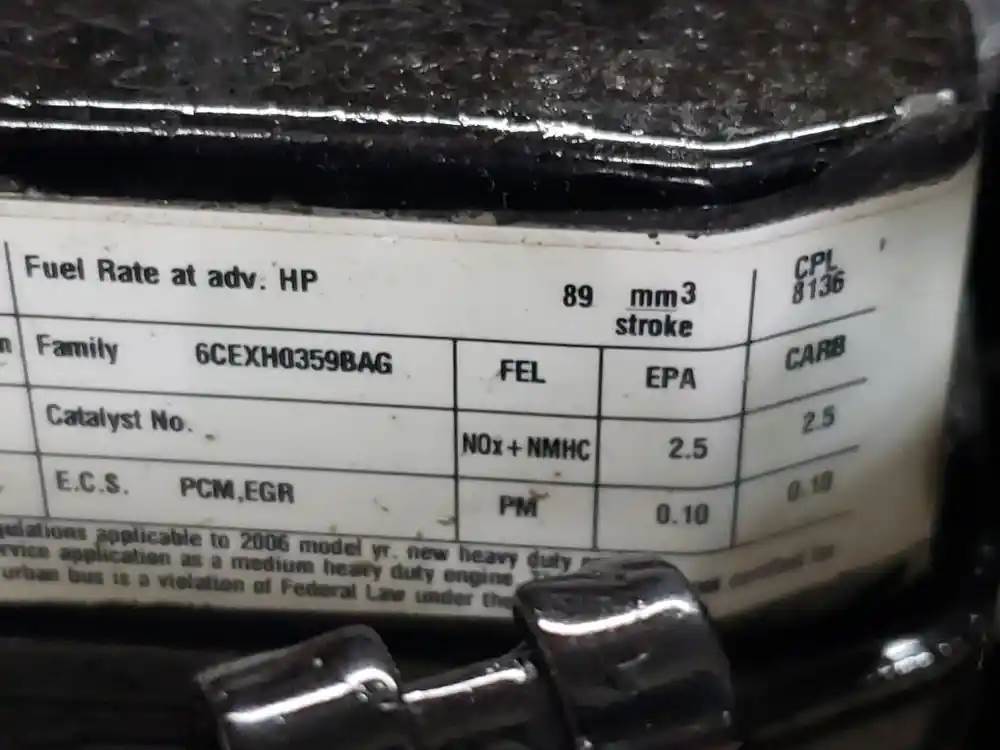 Fuel Rate at adv. HP 89 mm3
stroke
CPL
8136
n Family 6CEXH0359BAG FEL EPA CARB
Catalyst No. NOx + NMHC 2.5 2.5
E.C.S. PCM,EGR PM 0.10 0.10
gulations applicable to 2006 model yr. new heavy duty
rvice application as a medium heavy duty engine.
urban bus is a violation of Federal Law under the